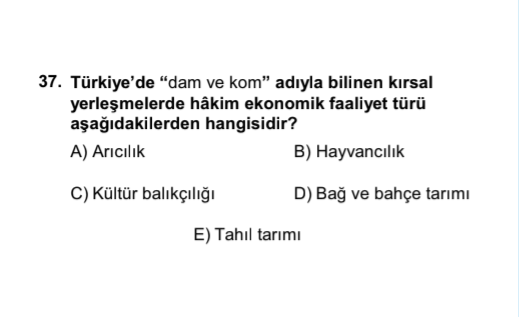 37. Türkiye’de “dam ve kom” adıyla bilinen kırsal
yerleşmelerde hâkim ekonomik faaliyet türü
aşağıdakilerden hangisidir?
A) Arıcılık B) Hayvancılık
C) Kültür balıkçılığı D) Bağ ve bahçe tarımı
E) Tahıl tarımı